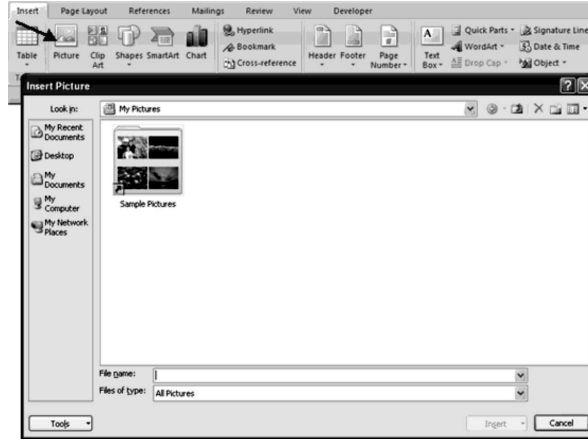 Insert Page Layout References Mailings Review View Developer
Table Picture Clip Art Shapes SmartArt Chart
Hyperlink
Bookmark
Cross-reference
Header Footer Page Number
Text Box
Quick Parts
WordArt
Drop Cap
Signature Line
Date & Time
Object
Insert Picture
Look in: My Pictures
My Recent
Documents
Desktop
My
Documents
My
Computer
My Network
Places
Sample Pictures
File name:
Files of type: All Pictures
Tools Insert Cancel